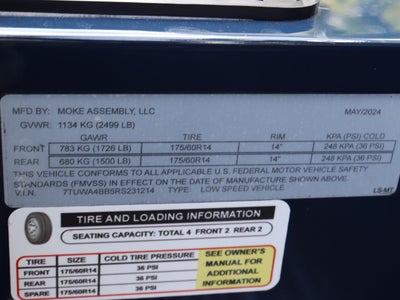 MFD BY: MOKE ASSEMBLY, LLC MAY/2024
GVWR: 1134 KG (2499 LB)
GAWR TIRE RIM KPA (PSI) COLD
FRONT 783 KG (1726 LB) 175/60R14 14" 248 KPA (36 PSI)
REAR 680 KG (1500 LB) 175/60R14 14" 248 KPA (36 PSI)
THIS VEHICLE CONFORMS TO ALL APPLICABLE U.S. FEDERAL MOTOR VEHICLE SAFETY
STANDARDS (FMVSS) IN EFFECT ON THE DATE OF MANUFACTURE SHOWN ABOVE.
V.I.N. 7TUWA4BB5RS231214 TYPE: LOW SPEED VEHICLE LS-MT
TIRE AND LOADING INFORMATION
SEATING CAPACITY: TOTAL 4 FRONT 2 REAR 2
TIRE SIZE COLD TIRE PRESSURE
FRONT 175/60R14 36 PSI
REAR 175/60R14 36 PSI
SPARE 175/60R14 36 PSI
SEE OWNER'S
MANUAL FOR
ADDITIONAL
INFORMATION